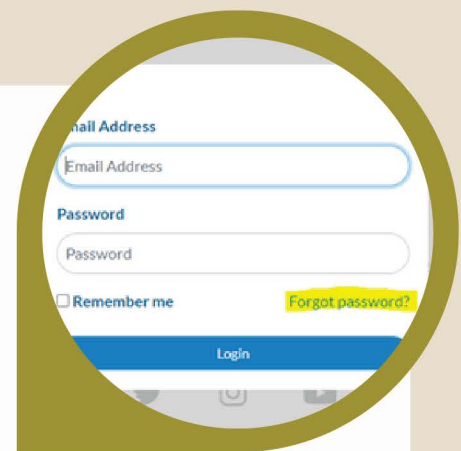 mail Address
Email Address
Password
Password
Remember me Forgot password?
Login